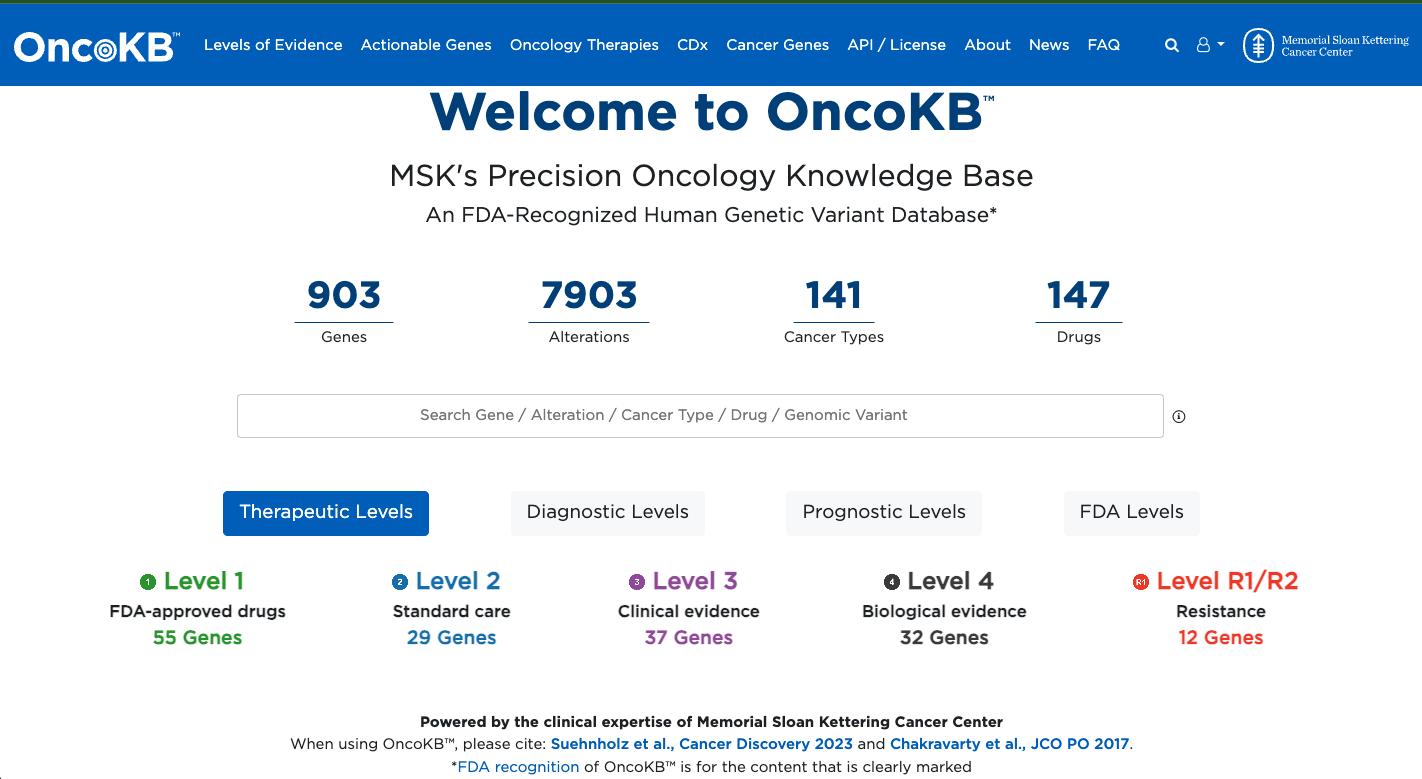 OncoKB™ Levels of Evidence Actionable Genes Oncology Therapies CDx Cancer Genes API / License About News FAQ Memorial Sloan Kettering
Cancer Center
Welcome to OncoKB™
MSK's Precision Oncology Knowledge Base
An FDA-Recognized Human Genetic Variant Database*
903 7903 141 147
Genes Alterations Cancer Types Drugs
Search Gene / Alteration / Cancer Type / Drug / Genomic Variant
Therapeutic Levels Diagnostic Levels Prognostic Levels FDA Levels
1 Level 1 2 Level 2 3 Level 3 4 Level 4 R1 Level R1/R2
FDA-approved drugs Standard care Clinical evidence Biological evidence Resistance
55 Genes 29 Genes 37 Genes 32 Genes 12 Genes
Powered by the clinical expertise of Memorial Sloan Kettering Cancer Center
When using OncoKB™, please cite: Suehnholz et al., Cancer Discovery 2023 and Chakravarty et al., JCO PO 2017.
*FDA recognition of OncoKB™ is for the content that is clearly marked